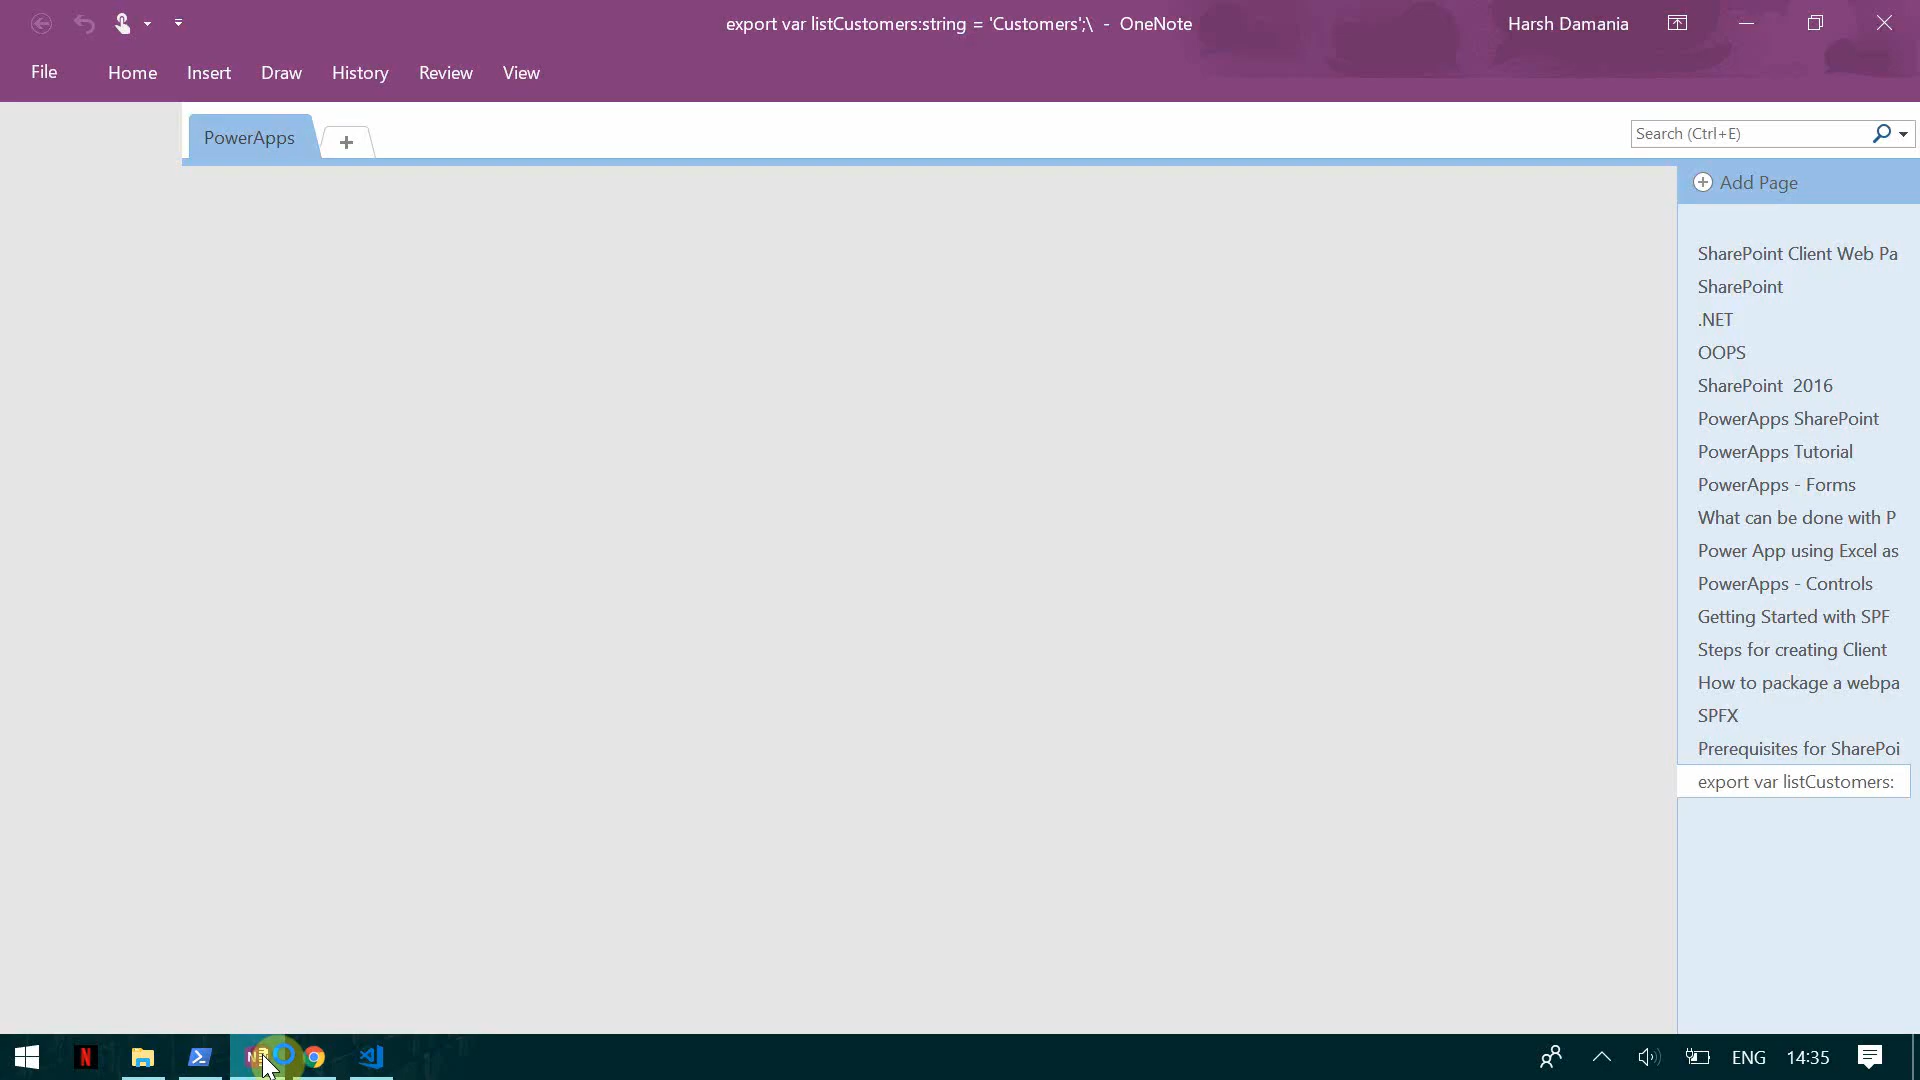 export var listCustomers:string = 'Customers';\ - OneNote
Harsh Damania
File
Home
Insert
Draw
History
Review
View
PowerApps
Search (Ctrl+E)
Add Page
SharePoint Client Web Pa
SharePoint
.NET
OOPS
SharePoint 2016
PowerApps SharePoint
PowerApps Tutorial
PowerApps - Forms
What can be done with P
Power App using Excel as
PowerApps - Controls
Getting Started with SPF
Steps for creating Client
How to package a webpa
SPFX
Prerequisites for SharePoi
export var listCustomers:
N
ENG
14:35